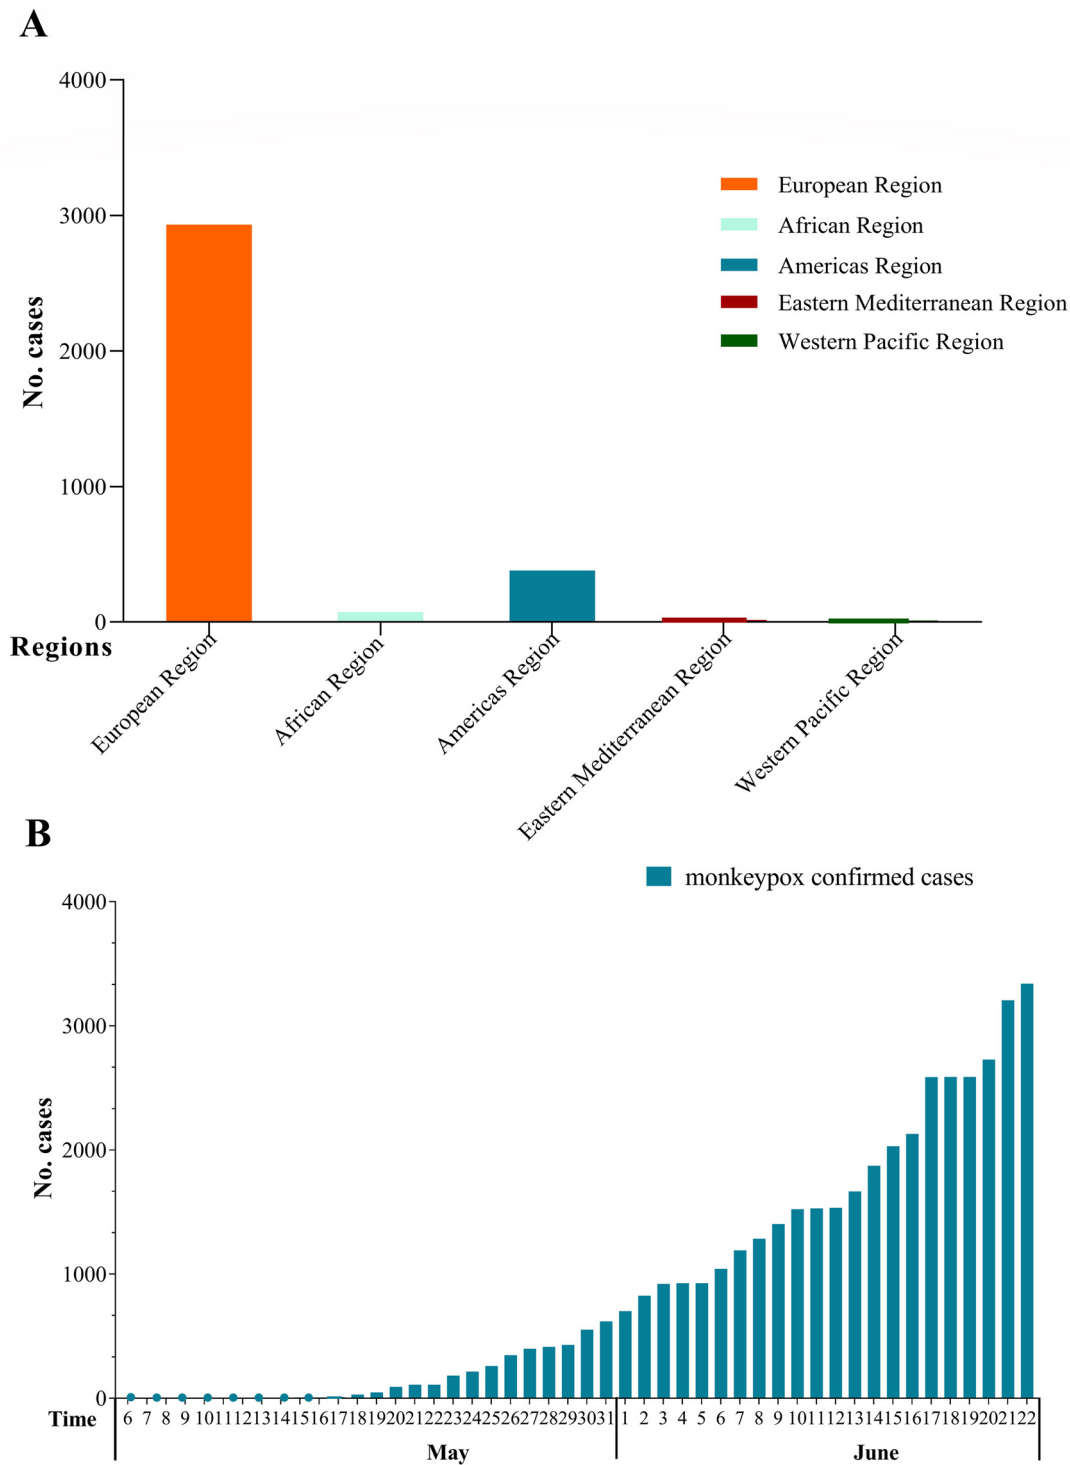 A
4000
3000
2000
1000
0
No. cases
European Region
African Region
Americas Region
Eastern Mediterranean Region
Western Pacific Region
Regions
European Region
African Region
Americas Region
Eastern Mediterranean Region
Western Pacific Region
B
monkeypox confirmed cases
4000
3000
2000
1000
0
No. cases
Time 6 7 8 9 10 11 12 13 14 15 16 17 18 19 20 21 22 23 24 25 26 27 28 29 30 31 1 2 3 4 5 6 7 8 9 10 11 12 13 14 15 16 17 18 19 20 21 22
May June